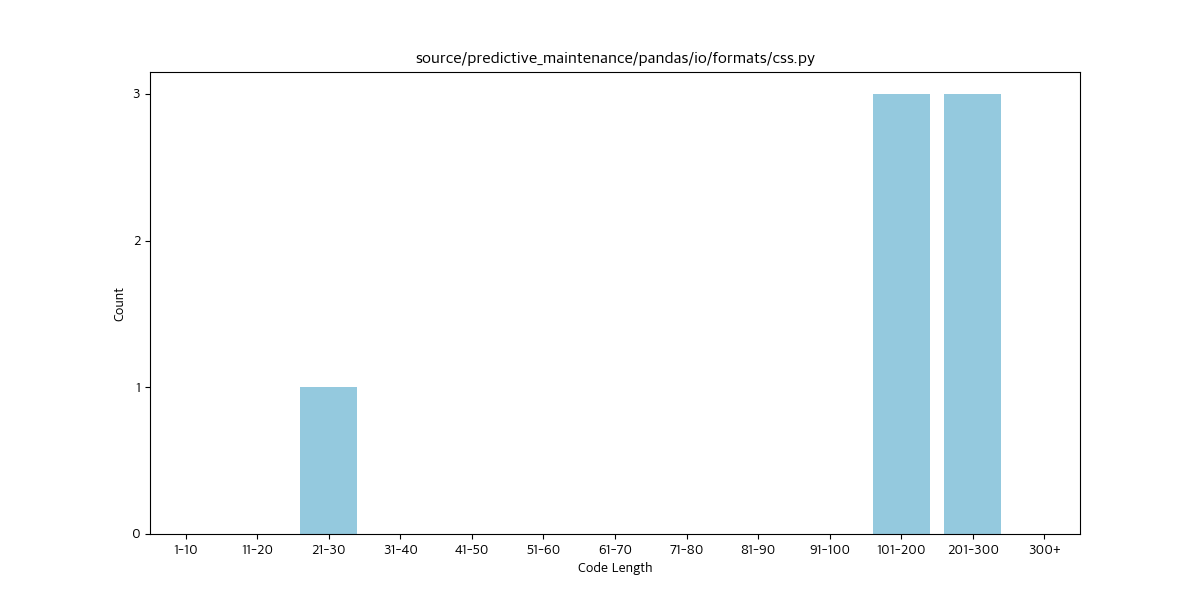 source/predictive_maintenance/pandas/io/formats/css.py
3
2
1
0
Count
1-10 11-20 21-30 31-40 41-50 51-60 61-70 71-80 81-90 91-100 101-200 201-300 300+
Code Length